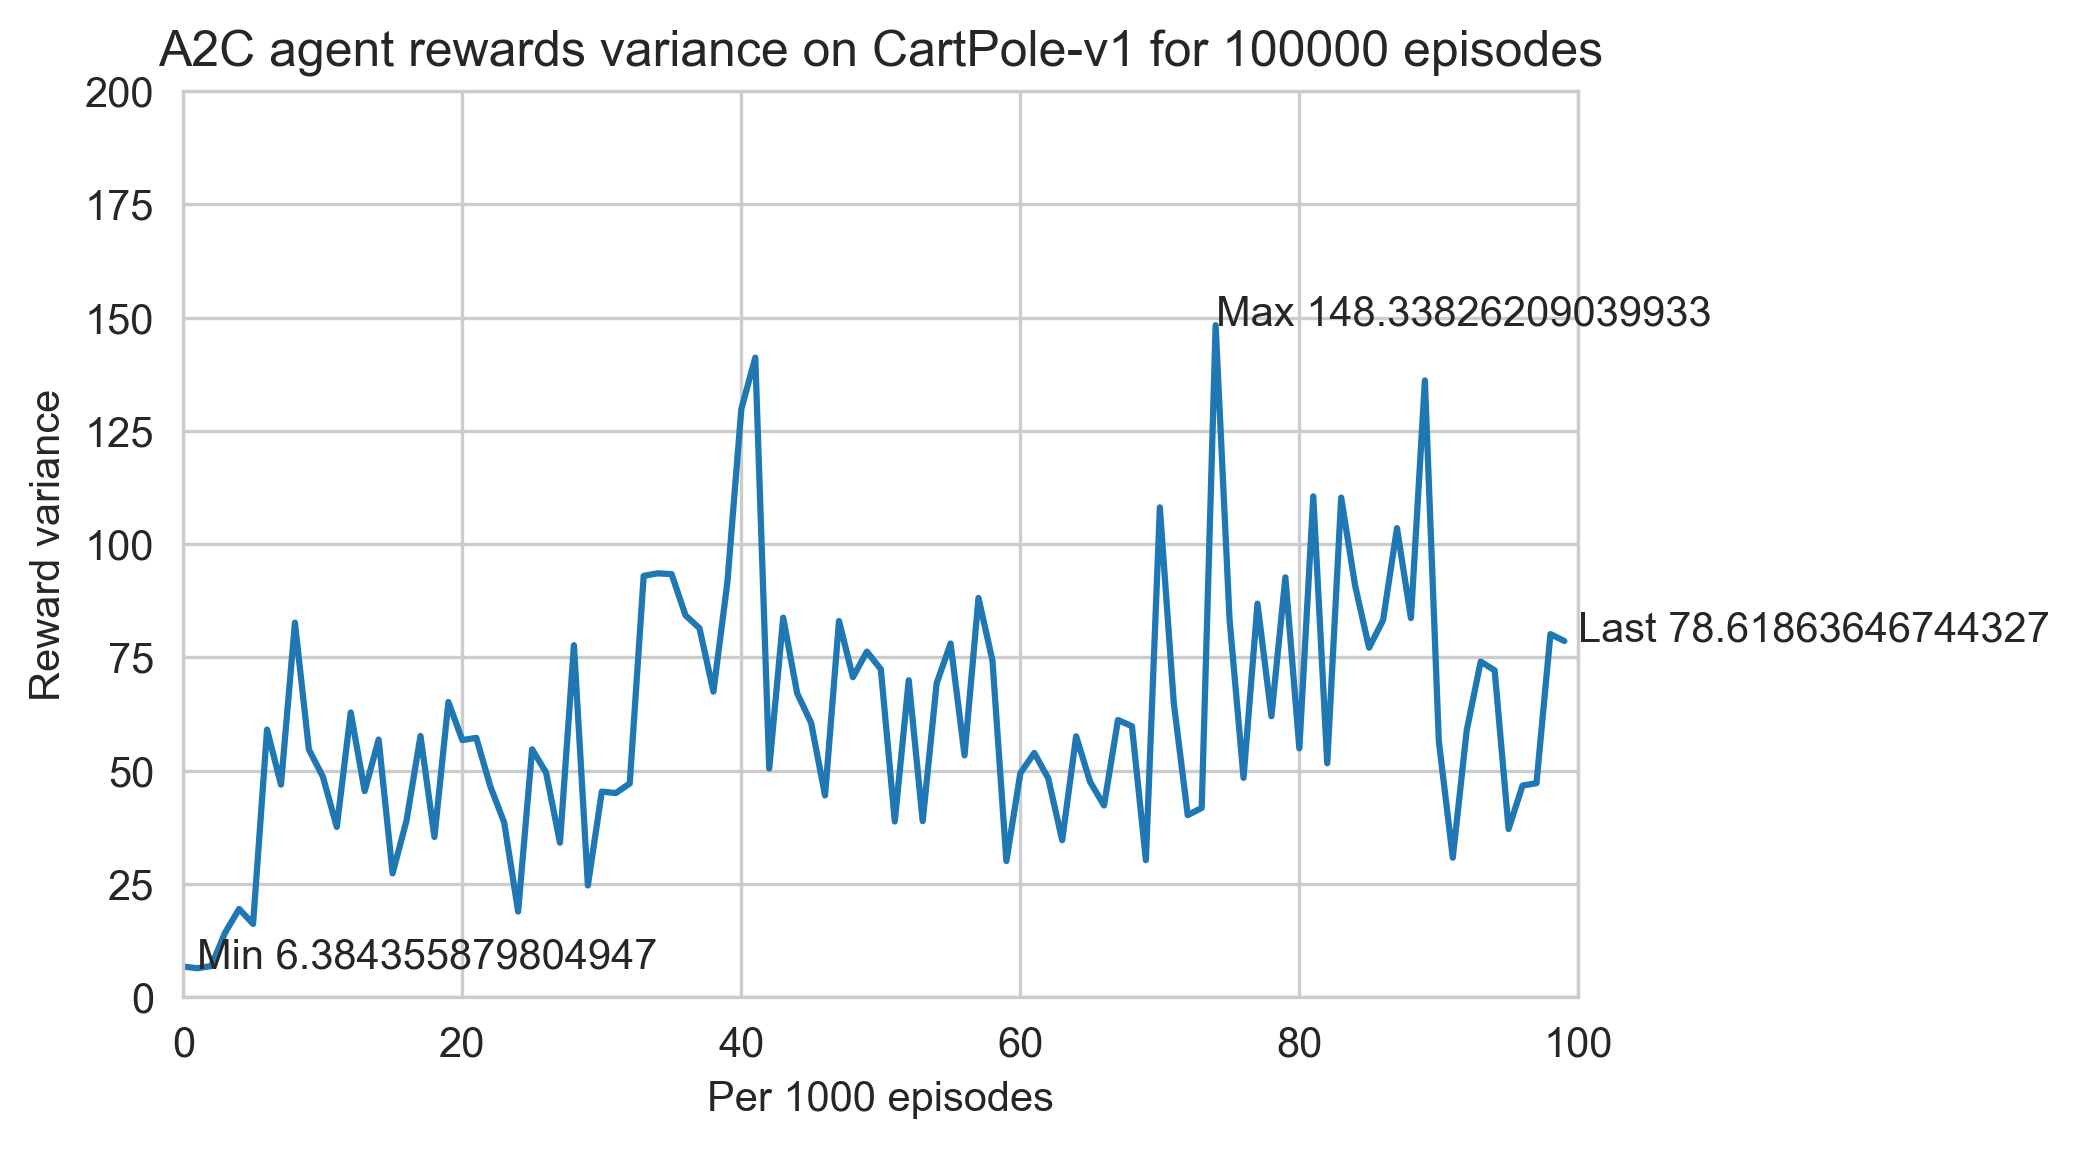 A2C agent rewards variance on CartPole-v1 for 100000 episodes
200
175
150
125
100
75
50
25
0
Reward variance
Max 148.33826209039933
Last 78.61863646744327
Min 6.384355879804947
0 20 40 60 80 100
Per 1000 episodes